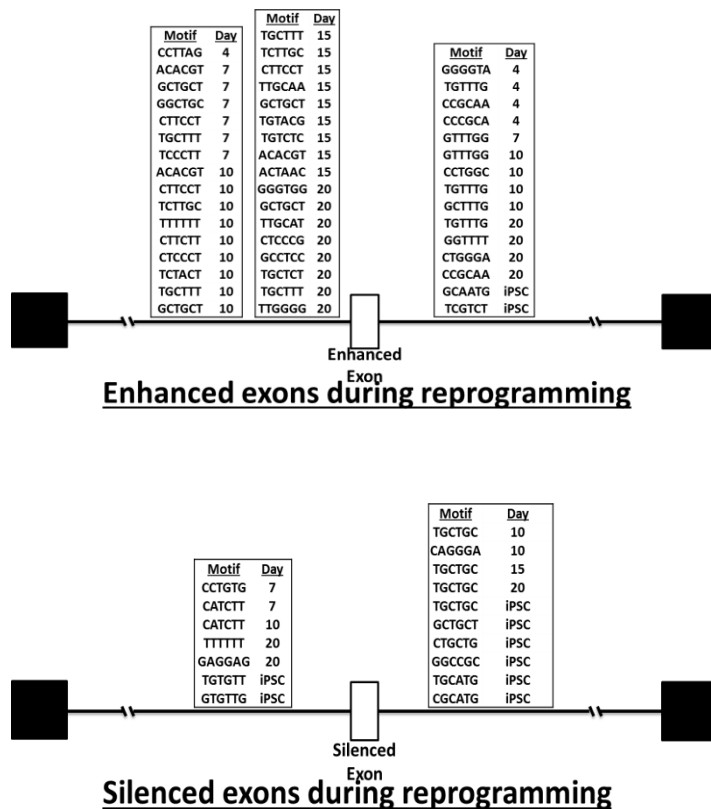 Motif Day
CCTTAG 4
ACACGT 7
GCTGCT 7
GGCTGC 7
CTTCCT 7
TGCTTT 7
TCCCTT 7
ACACGT 10
CTTCCT 10
TCTTGC 10
TTTTTT 10
CTTCTT 10
CTCCCT 10
TCTACT 10
TGCTTT 10
GCTGCT 10
Motif Day
TGCTTT 15
TCTTGC 15
CTTCCT 15
TTGCAA 15
GCTGCT 15
TGTACG 15
TGTCTC 15
ACACGT 15
ACTAAC 15
GGGTGG 20
GCTGCT 20
TTGCAT 20
CTCCCG 20
GCCTCC 20
TGCTCT 20
TGCTTT 20
TTGGGG 20
Motif Day
GGGGTA 4
TGTTTG 4
CCGCAA 4
CCCGCA 4
GTTTGG 7
GTTTGG 10
CCTGGC 10
TGTTTG 10
GCTTTG 10
TGTTTG 20
GGTTTT 20
CTGGGA 20
CCGCAA 20
GCAATG iPSC
TCGTCT iPSC
Enhanced
Exon
Enhanced exons during reprogramming
Motif Day
CCTGTG 7
CATCTT 7
CATCTT 10
TTTTTT 20
GAGGAG 20
TGTGTT iPSC
GTGTTG iPSC
Motif Day
TGCTGC 10
CAGGGA 10
TGCTGC 15
TGCTGC 20
TGCTGC iPSC
GCTGCT iPSC
CTGCTG iPSC
GGCCGC iPSC
TGCATG iPSC
CGCATG iPSC
Silenced
Exon
Silenced exons during reprogramming